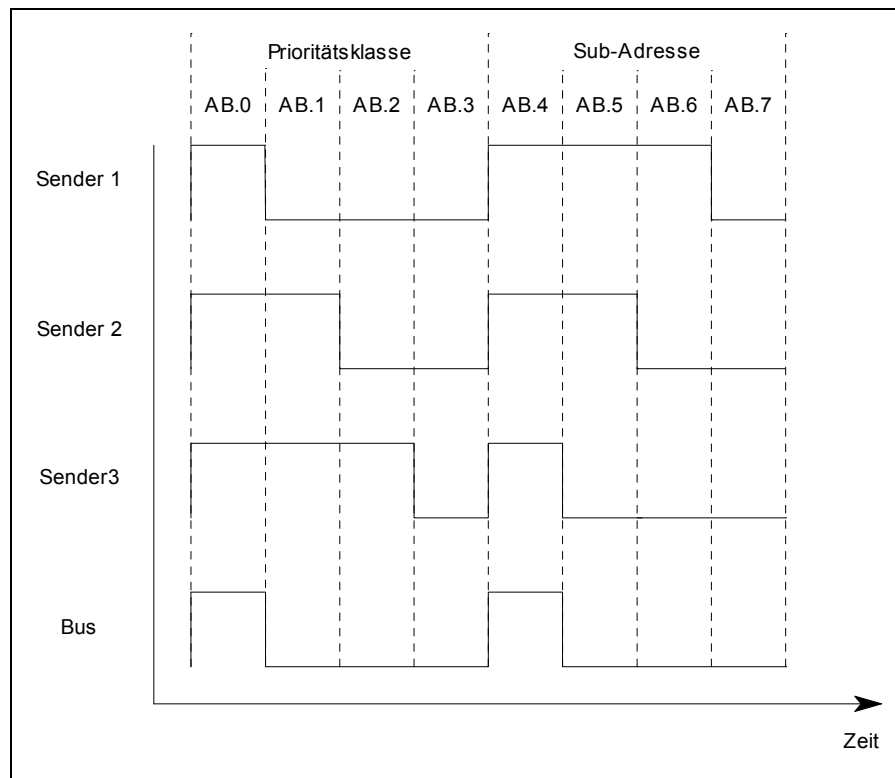 Prioritätsklasse Sub-Adresse
AB.0 AB.1 AB.2 AB.3 AB.4 AB.5 AB.6 AB.7
Sender 1
Sender 2
Sender3
Bus
Zeit